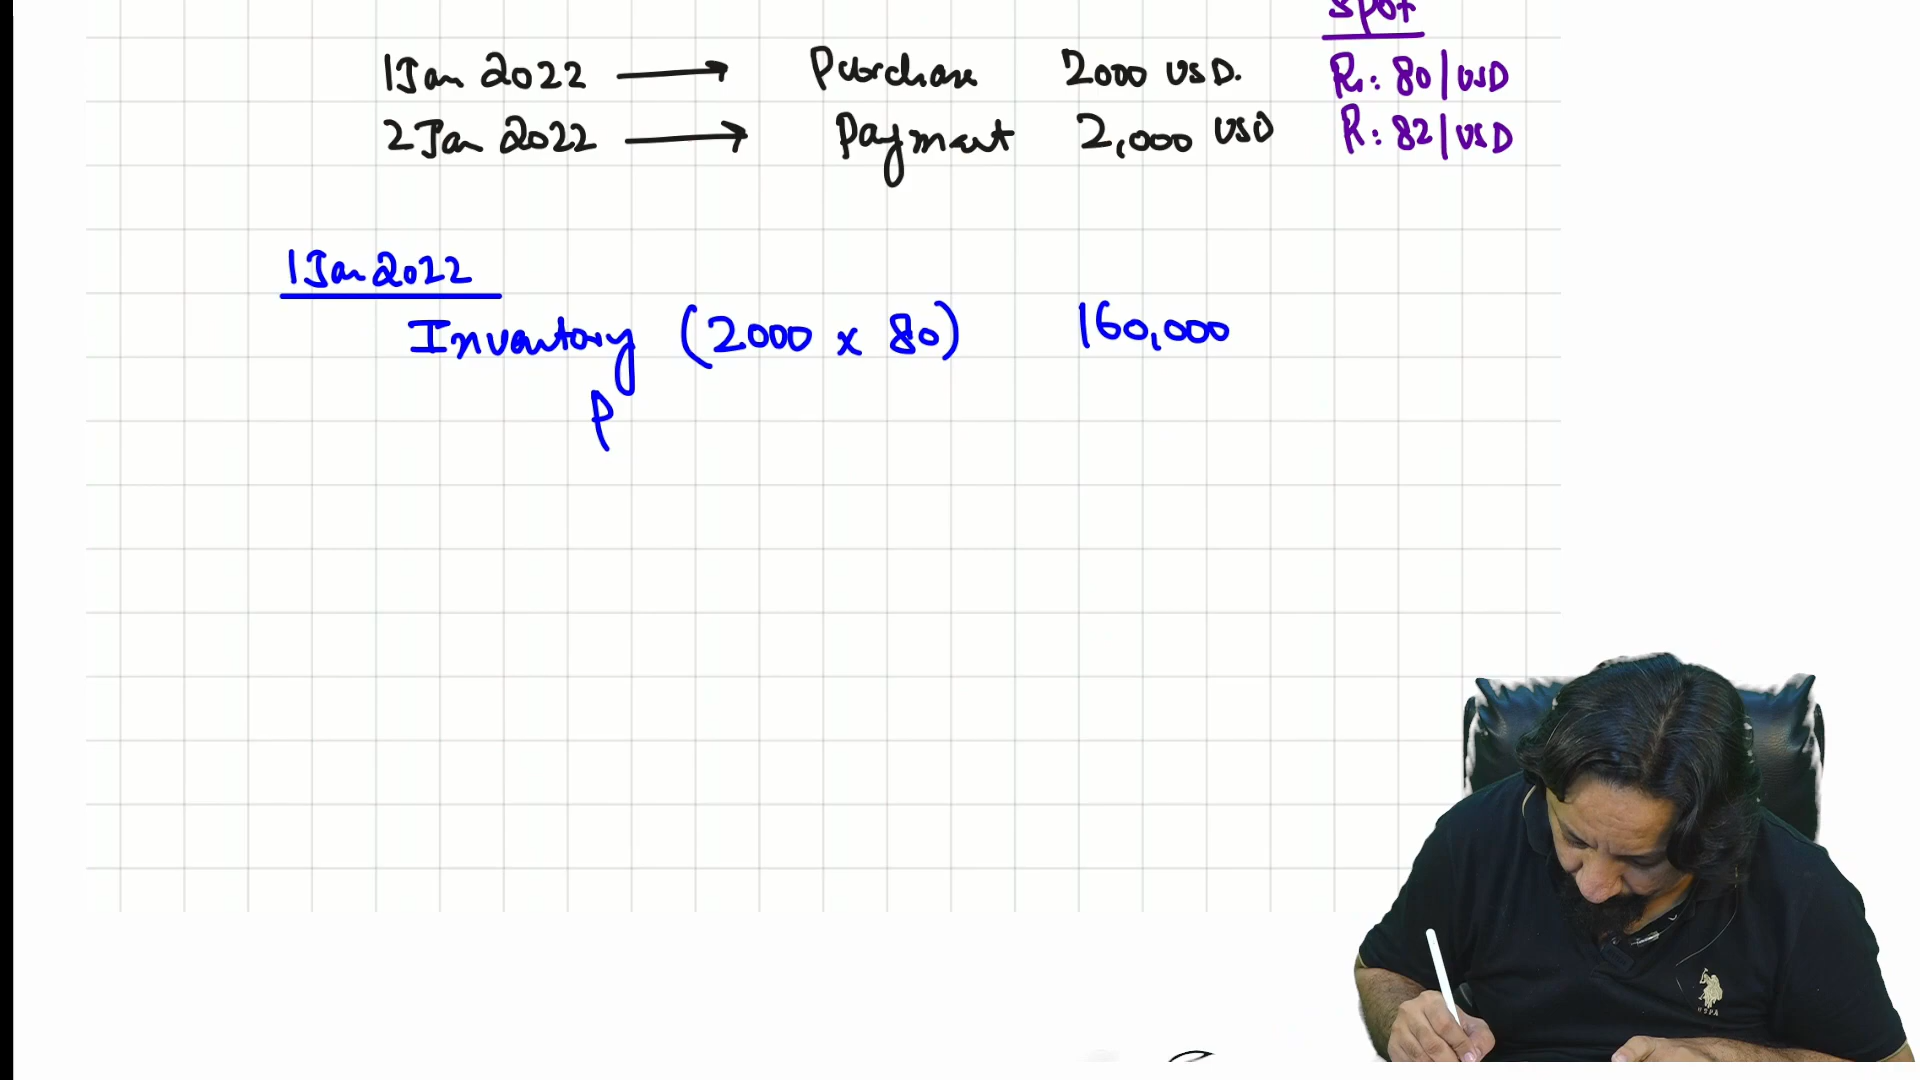 Spot
1 Jan 2022 → Purchase 2000 USD. R: 80/USD
2 Jan 2022 → Payment 2,000 USD R: 82/USD
1 Jan 2022
Inventory (2000 x 80) 160,000
P
USPA